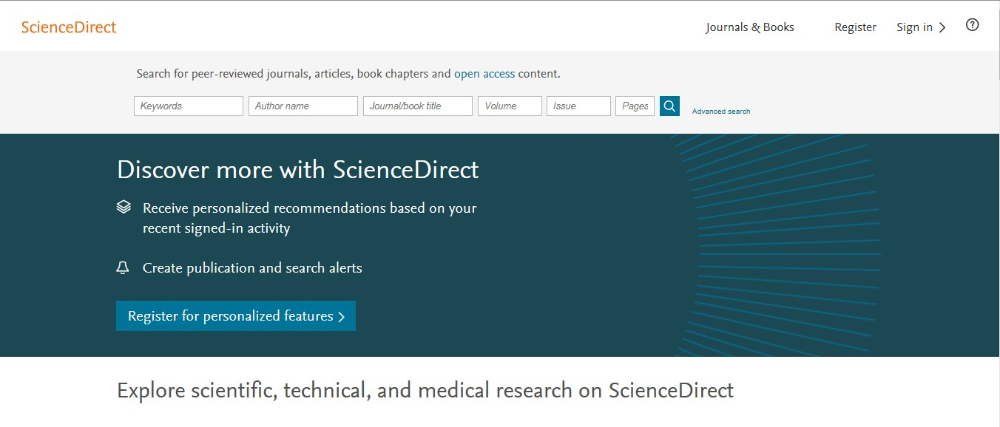 ScienceDirect
Journals & Books
Register
Sign in
Search for peer-reviewed journals, articles, book chapters and open access content.
Keywords
Author name
Journal/book title
Volume
Issue
Pages
Advanced search
Discover more with ScienceDirect
Receive personalized recommendations based on your
recent signed-in activity
Create publication and search alerts
Register for personalized features
Explore scientific, technical, and medical research on ScienceDirect